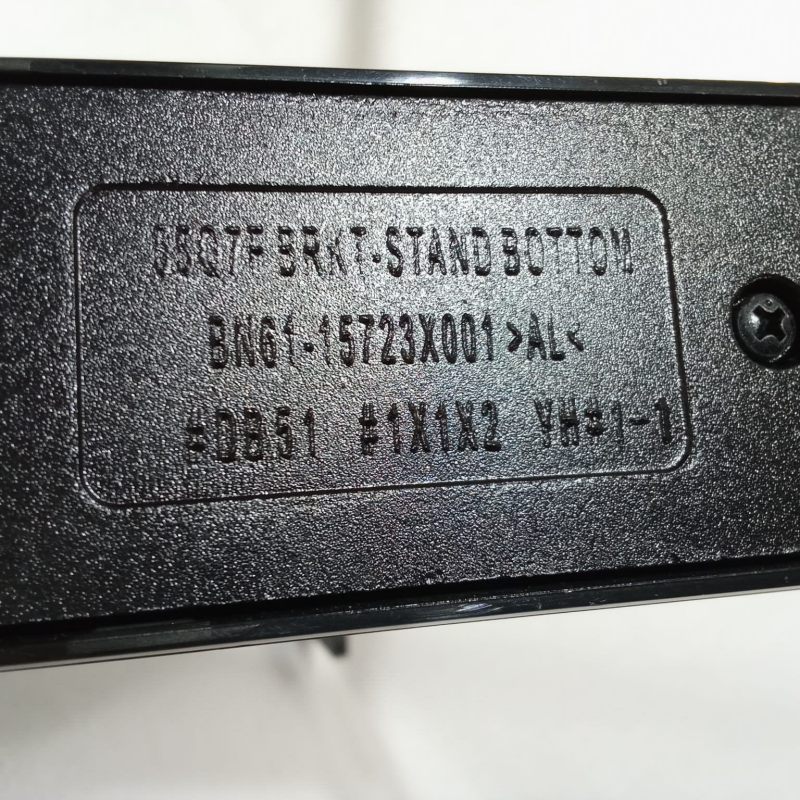 65Q7F BRKT-STAND BOTTOM
BN61-15723X001 >AL<
#DB51 #1X1X2 YH#1-1